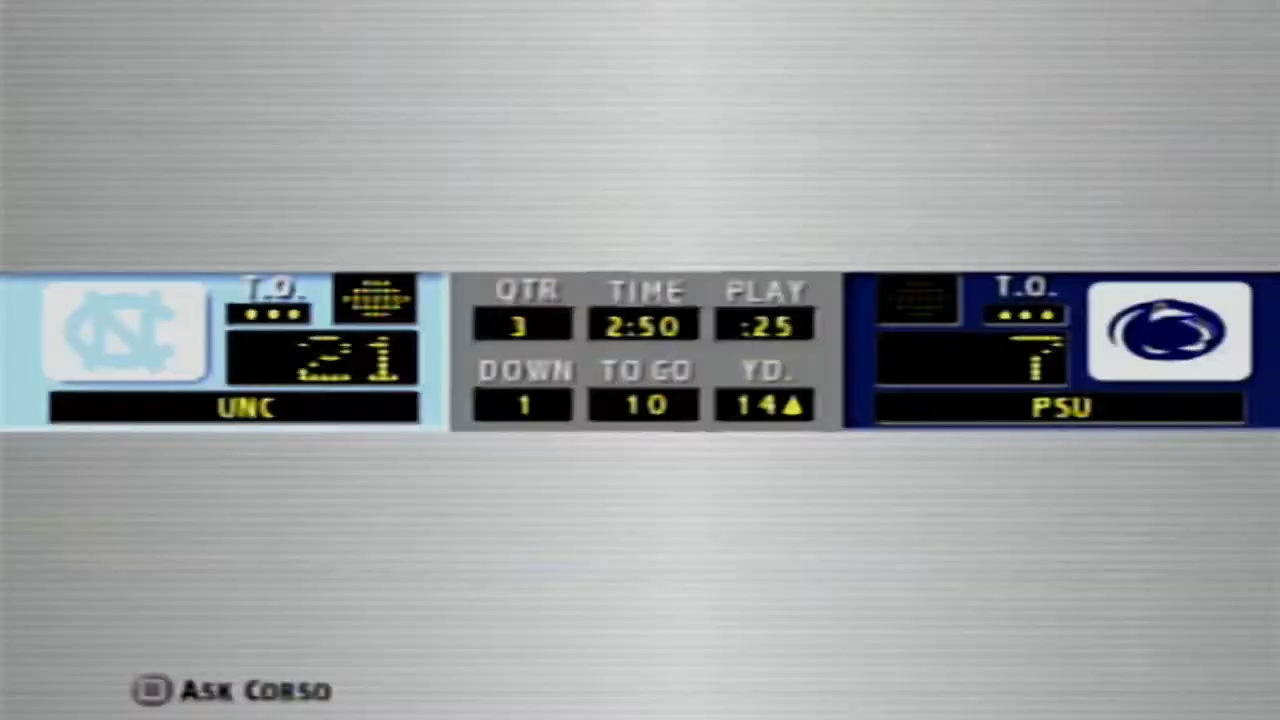 T.O. QTR TIME PLAY T.O.
3 2:50 :25
21 7
DOWN TO GO YD.
UNC 1 10 14▲ PSU
NC
ASK CORSO